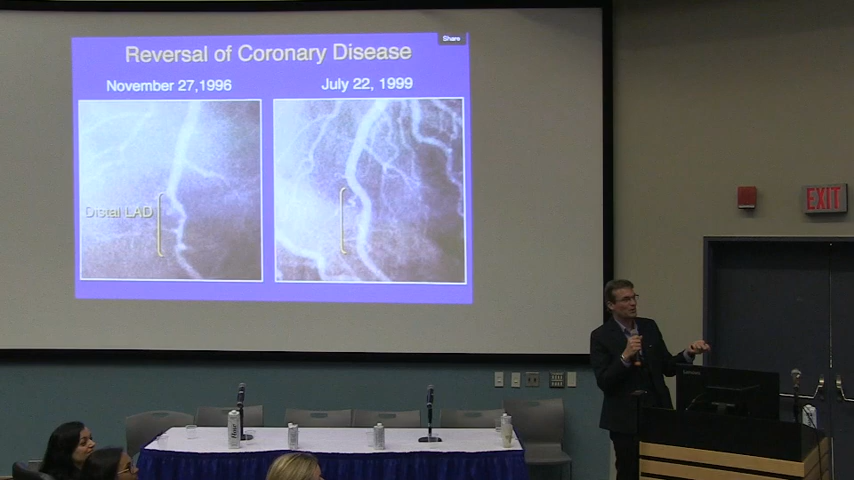 Share
Reversal of Coronary Disease
November 27,1996
July 22, 1999
Distal LAD
EXIT